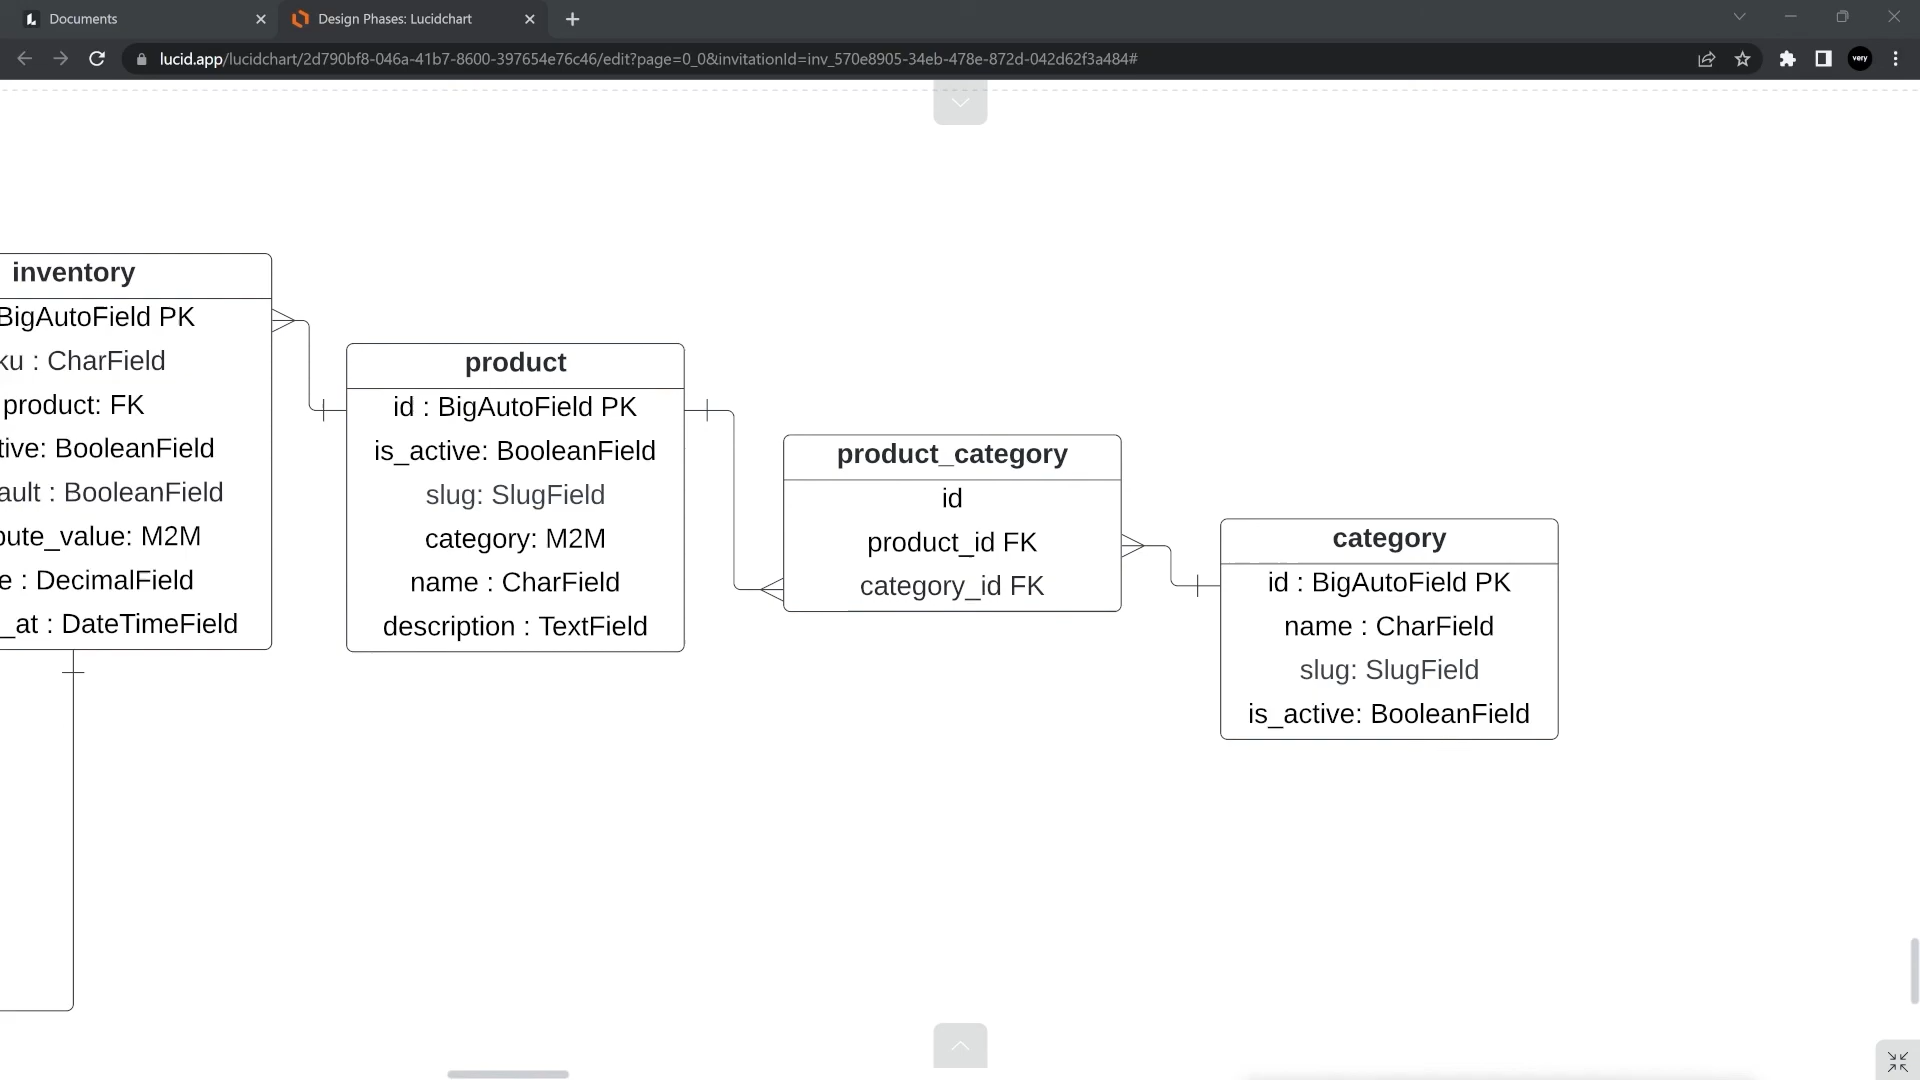 Documents
Design Phases: Lucidchart
lucid.app/lucidchart/2d790bf8-046a-41b7-8600-397654e76c46/edit?page=0_0&invitationId=inv_570e8905-34eb-478e-872d-042d62f3a484#
very
inventory
BigAutoField PK
ku : CharField
product: FK
tive: BooleanField
ault : BooleanField
bute_value: M2M
e : DecimalField
_at : DateTimeField
product
id : BigAutoField PK
is_active: BooleanField
slug: SlugField
category: M2M
name : CharField
description : TextField
product_category
id
product_id FK
category_id FK
category
id : BigAutoField PK
name : CharField
slug: SlugField
is_active: BooleanField